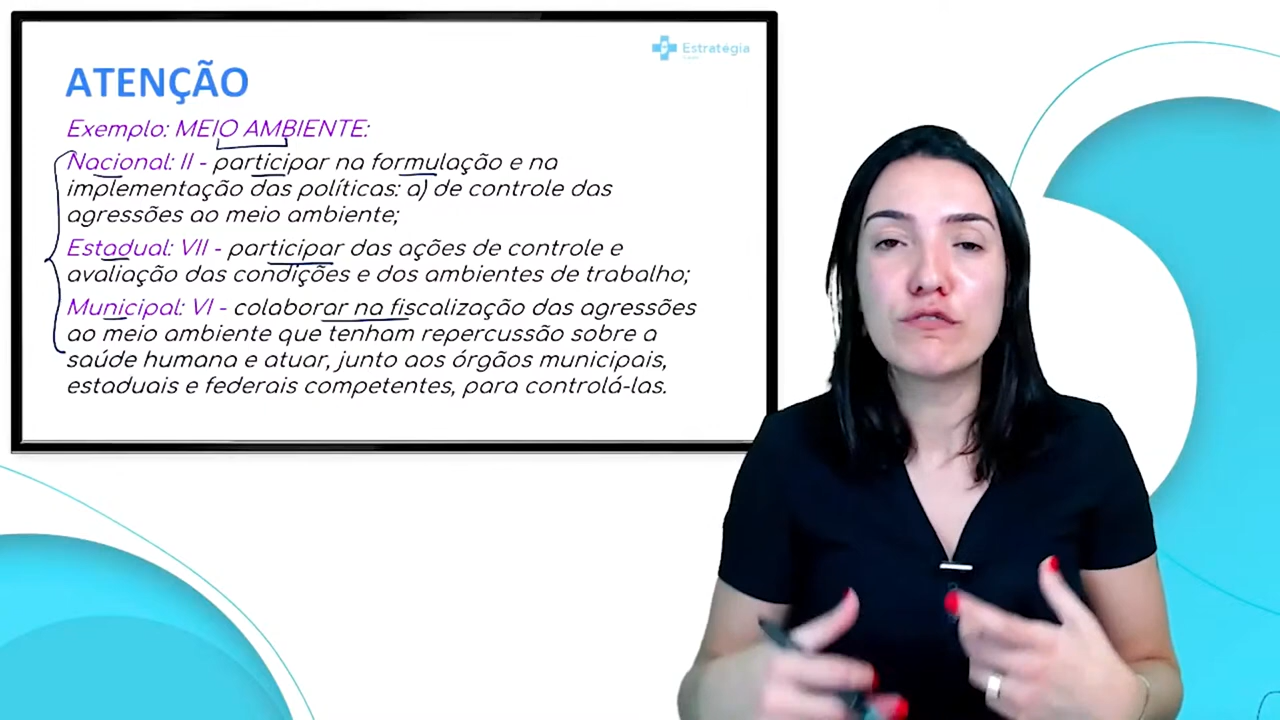 Estratégia
ATENÇÃO
Exemplo: MEIO AMBIENTE:
Nacional: II - participar na formulação e na
implementação das políticas: a) de controle das
agressões ao meio ambiente;
Estadual: VII - participar das ações de controle e
avaliação das condições e dos ambientes de trabalho;
Municipal: VI - colaborar na fiscalização das agressões
ao meio ambiente que tenham repercussão sobre a
saúde humana e atuar, junto aos órgãos municipais,
estaduais e federais competentes, para controlá-las.